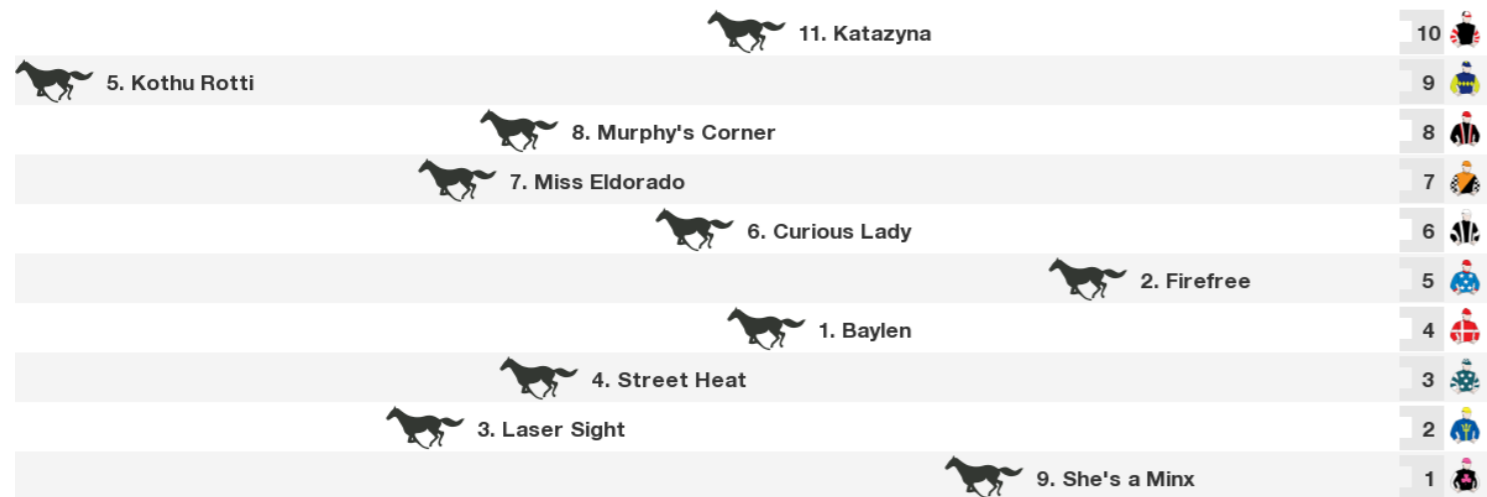 11. Katazyna 10
5. Kothu Rotti 9
8. Murphy's Corner 8
7. Miss Eldorado 7
6. Curious Lady 6
2. Firefree 5
1. Baylen 4
4. Street Heat 3
3. Laser Sight 2
9. She's a Minx 1